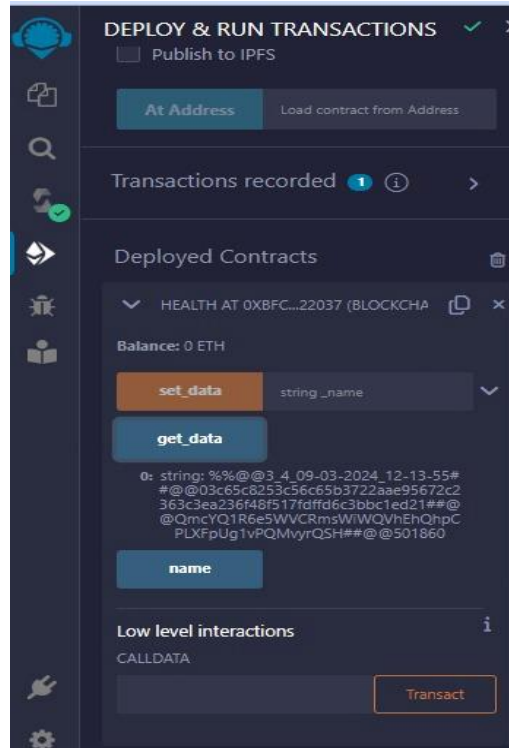 DEPLOY & RUN TRANSACTIONS
Publish to IPFS
At Address
Load contract from Address
Transactions recorded 1 i
Deployed Contracts
HEALTH AT 0XBFC...22037 (BLOCKCHA
Balance: 0 ETH
set_data
string _name
get_data
0: string: %%@@3_4_09-03-2024_12-13-55#
#@@03c65c8253c56c65b3722aae95672c2
363c3ea236f48f517fdffd6c3bbc1ed21##@
@QmcYQ1R6e5WVCRmsWiWQVhEhQhpC
PLXFpUg1vPQMvyrQSH##@@501860
name
Low level interactions
i
CALLDATA
Transact